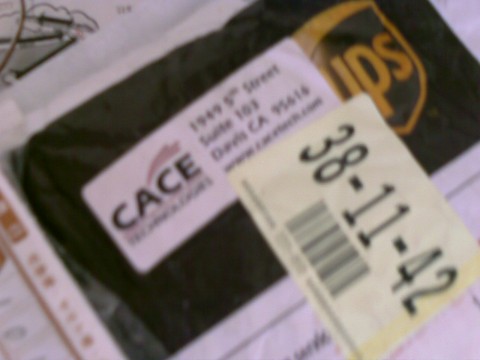 ups
CACE
TECHNOLOGIES
1949 5th Street
Suite 103
Davis CA 95616
www.cacetech.com
38-11-42